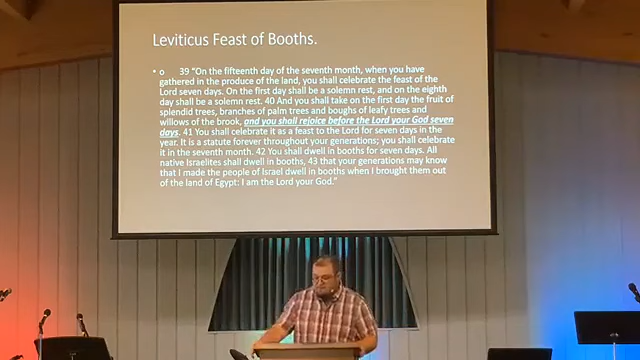 Leviticus Feast of Booths.
• o 39 “On the fifteenth day of the seventh month, when you have
gathered in the produce of the land, you shall celebrate the feast of the
Lord seven days. On the first day shall be a solemn rest, and on the eighth
day shall be a solemn rest. 40 And you shall take on the first day the fruit of
splendid trees, branches of palm trees and boughs of leafy trees and
willows of the brook, and you shall rejoice before the Lord your God seven
days. 41 You shall celebrate it as a feast to the Lord for seven days in the
year. It is a statute forever throughout your generations; you shall celebrate
it in the seventh month. 42 You shall dwell in booths for seven days. All
native Israelites shall dwell in booths, 43 that your generations may know
that I made the people of Israel dwell in booths when I brought them out
of the land of Egypt: I am the Lord your God.”